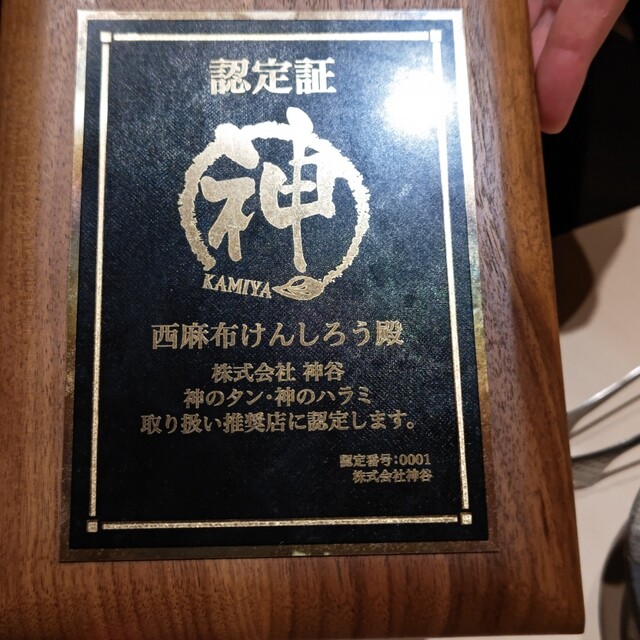 認定証
神
KAMIYA
西麻布けんしろう殿
株式会社 神谷
神のタン・神のハラミ
取り扱い推奨店に認定します。
認定番号:0001
株式会社神谷